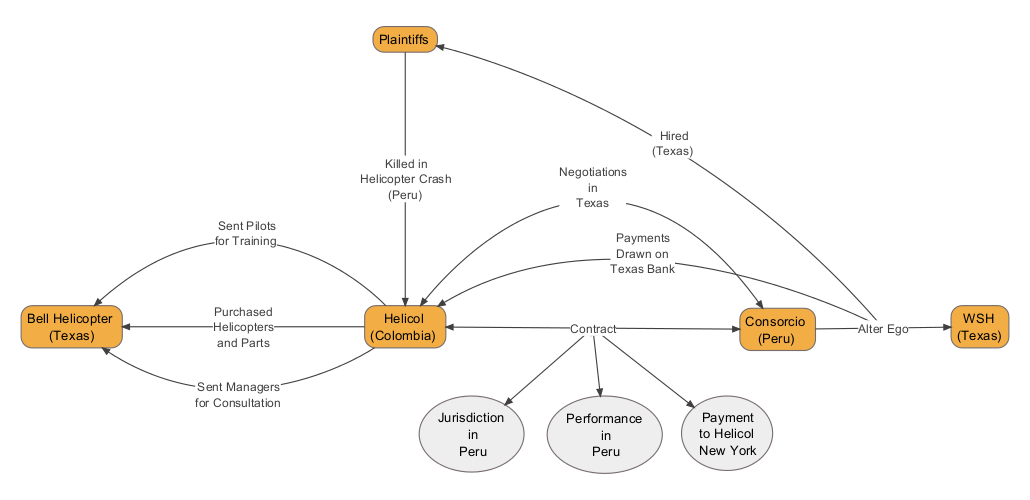 Plaintiffs
Hired
(Texas)
Killed in
Helicopter Crash
(Peru)
Negotiations
in
Texas
Sent Pilots
for Training
Payments
Drawn on
Texas Bank
Bell Helicopter
(Texas)
Purchased
Helicopters
and Parts
Helicol
(Colombia)
Contract
Consorcio
(Peru)
Alter Ego
WSH
(Texas)
Sent Managers
for Consultation
Jurisdiction
in
Peru
Performance
in
Peru
Payment
to Helicol
New York